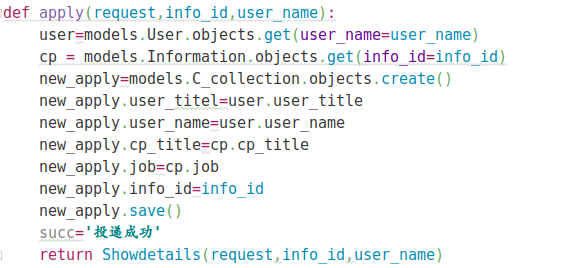 def apply(request,info_id,user_name):
user=models.User.objects.get(user_name=user_name)
cp = models.Information.objects.get(info_id=info_id)
new_apply=models.C_collection.objects.create()
new_apply.user_titel=user.user_title
new_apply.user_name=user.user_name
new_apply.cp_title=cp.cp_title
new_apply.job=cp.job
new_apply.info_id=info_id
new_apply.save()
succ='投递成功'
return Showdetails(request,info_id,user_name)